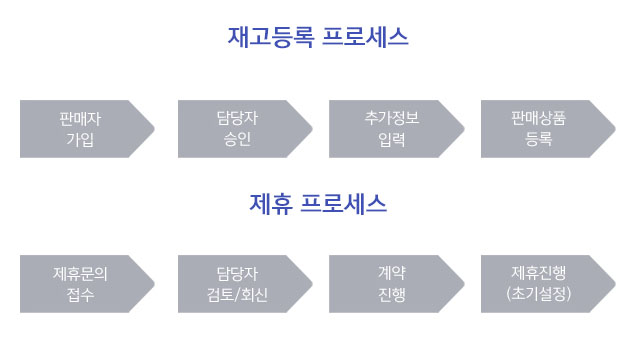 재고등록 프로세스
판매자
가입
담당자
승인
추가정보
입력
판매상품
등록
제휴 프로세스
제휴문의
접수
담당자
검토/회신
계약
진행
제휴진행
(초기설정)